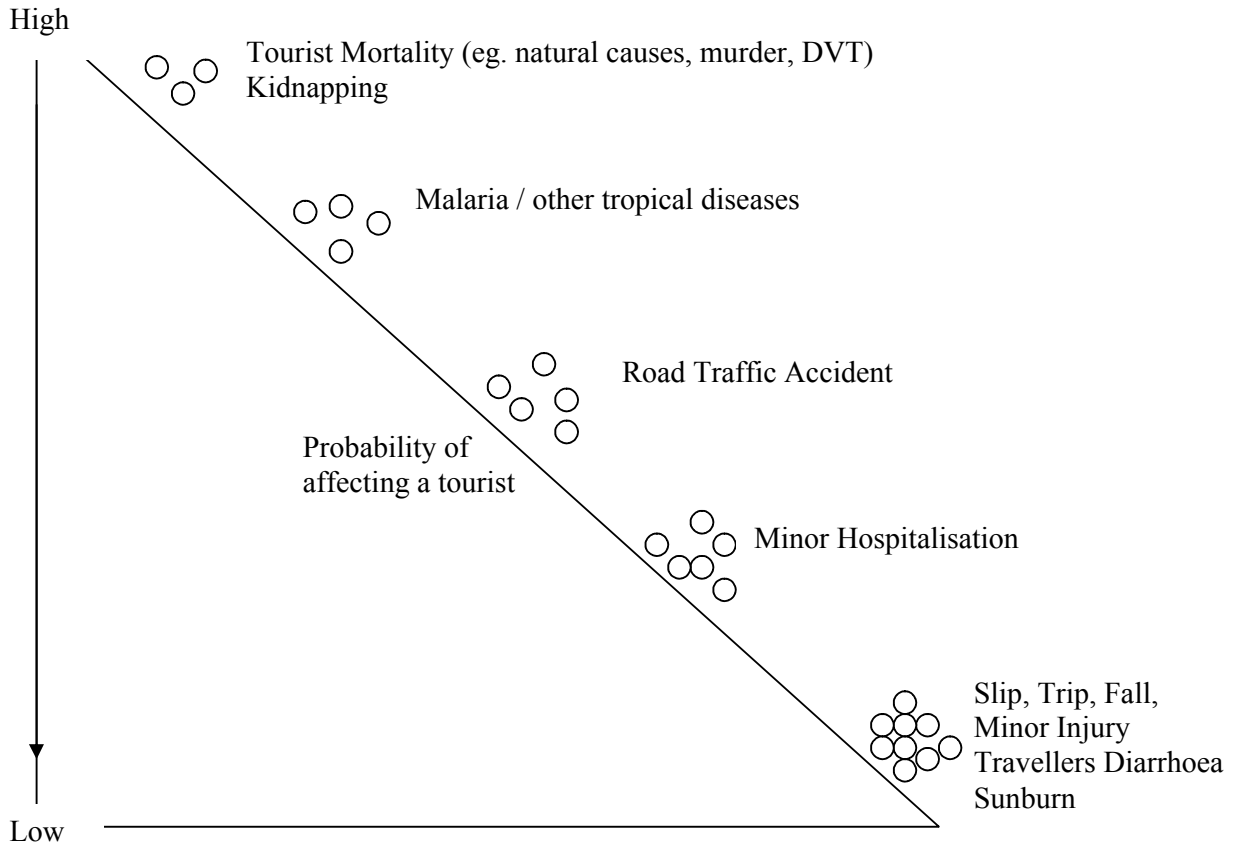 High
Tourist Mortality (eg. natural causes, murder, DVT)
Kidnapping
Malaria / other tropical diseases
Road Traffic Accident
Probability of
affecting a tourist
Minor Hospitalisation
Slip, Trip, Fall,
Minor Injury
Travellers Diarrhoea
Sunburn
Low